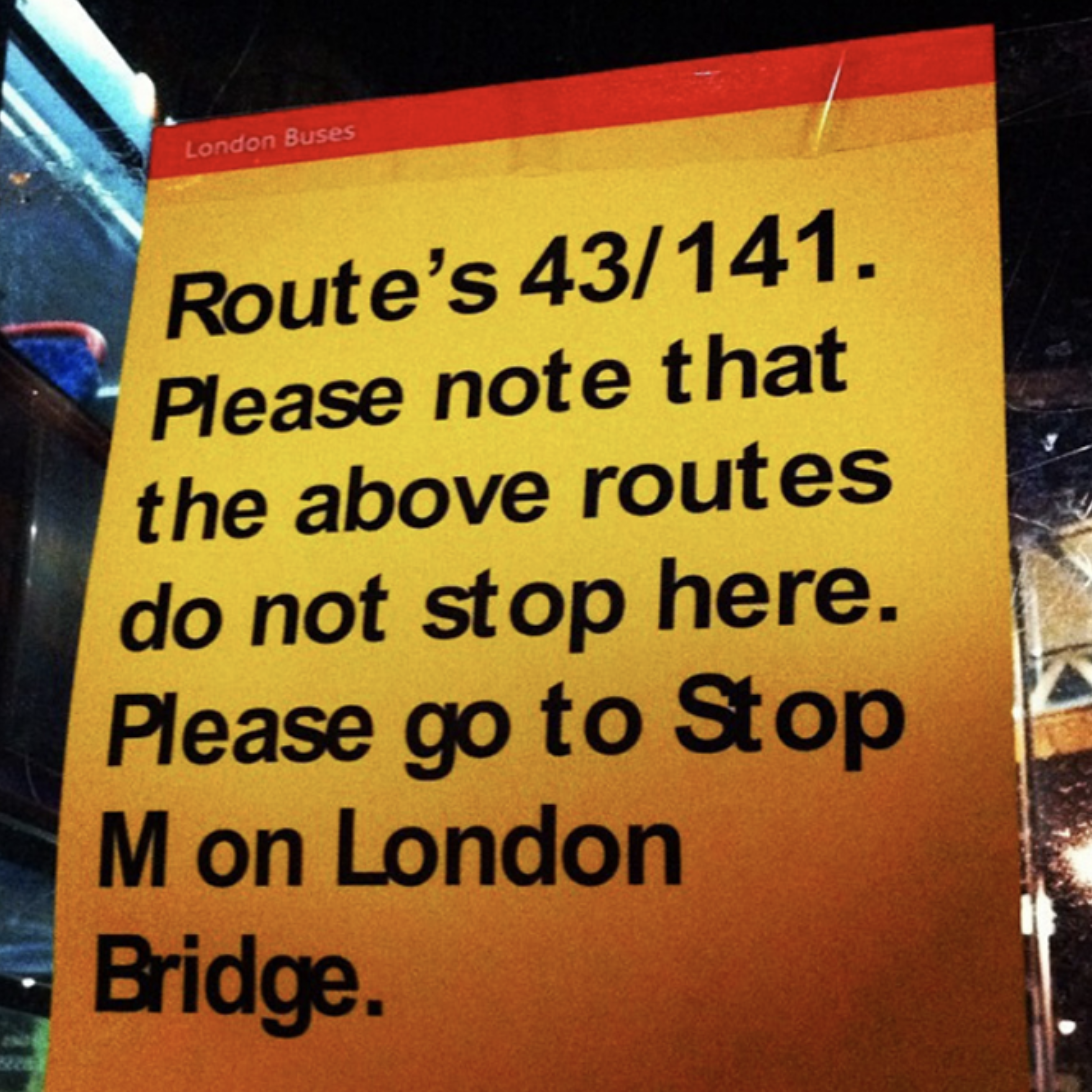 London Buses
Route’s 43/141.
Please note that
the above routes
do not stop here.
Please go to Stop
M on London
Bridge.